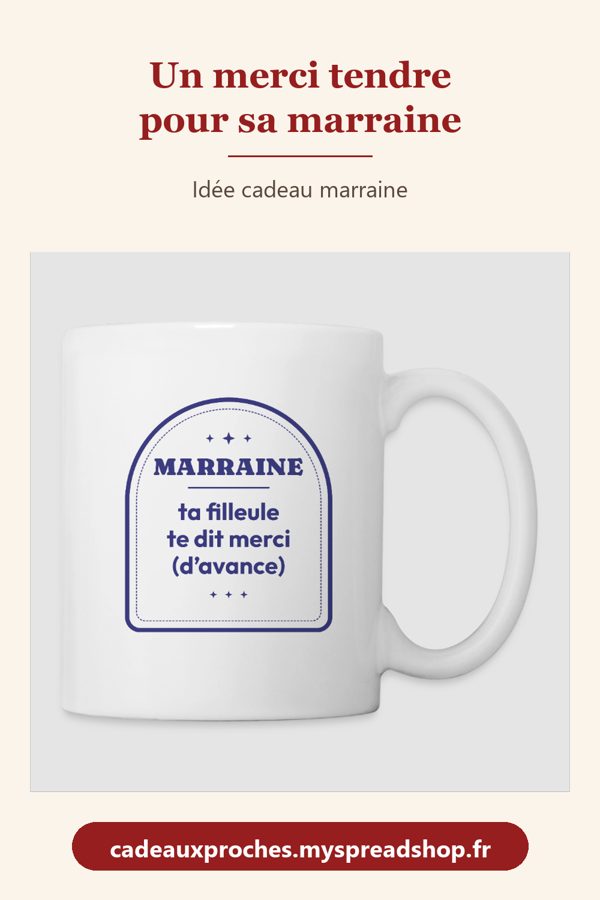 Un merci tendre
pour sa marraine
Idée cadeau marraine
MARRAINE
ta filleule
te dit merci
(d'avance)
cadeauxproches.myspreadshop.fr